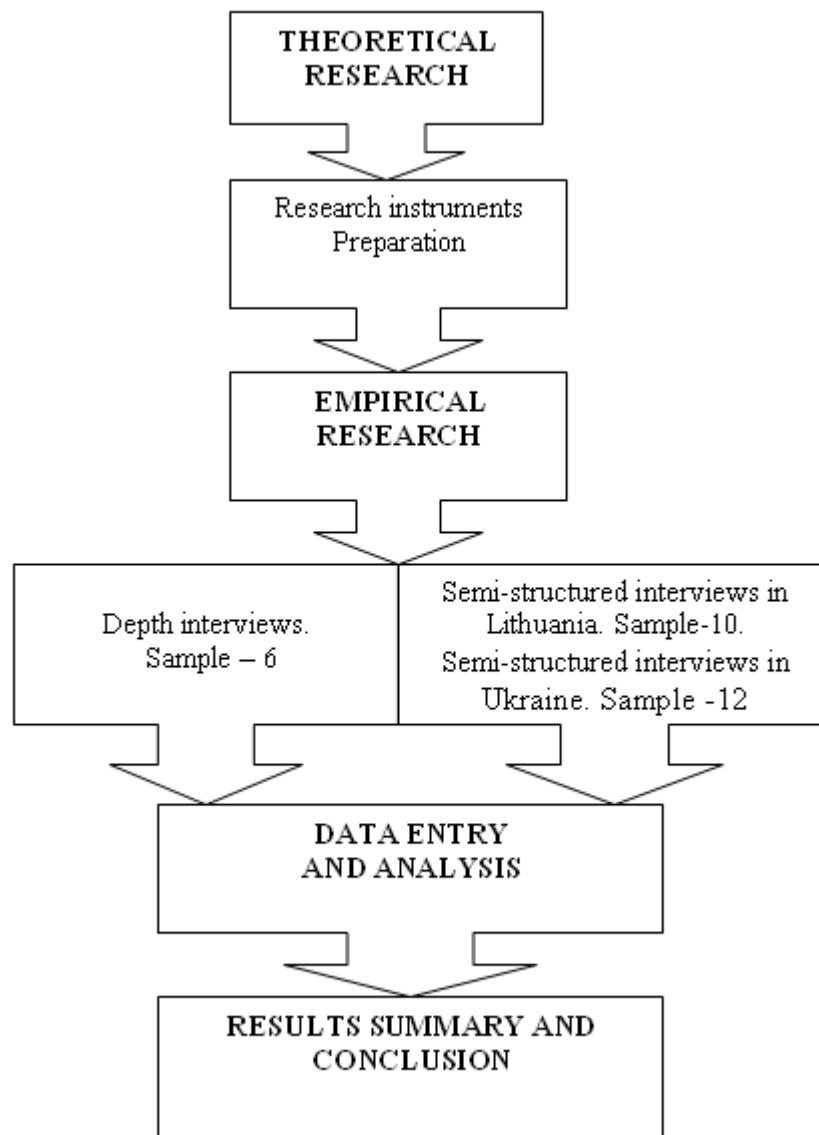 THEORETICAL
RESEARCH
Research instruments
Preparation
EMPIRICAL
RESEARCH
Depth interviews.
Sample – 6
Semi-structured interviews in
Lithuania. Sample-10.
Semi-structured interviews in
Ukraine. Sample -12
DATA ENTRY
AND ANALYSIS
RESULTS SUMMARY AND
CONCLUSION